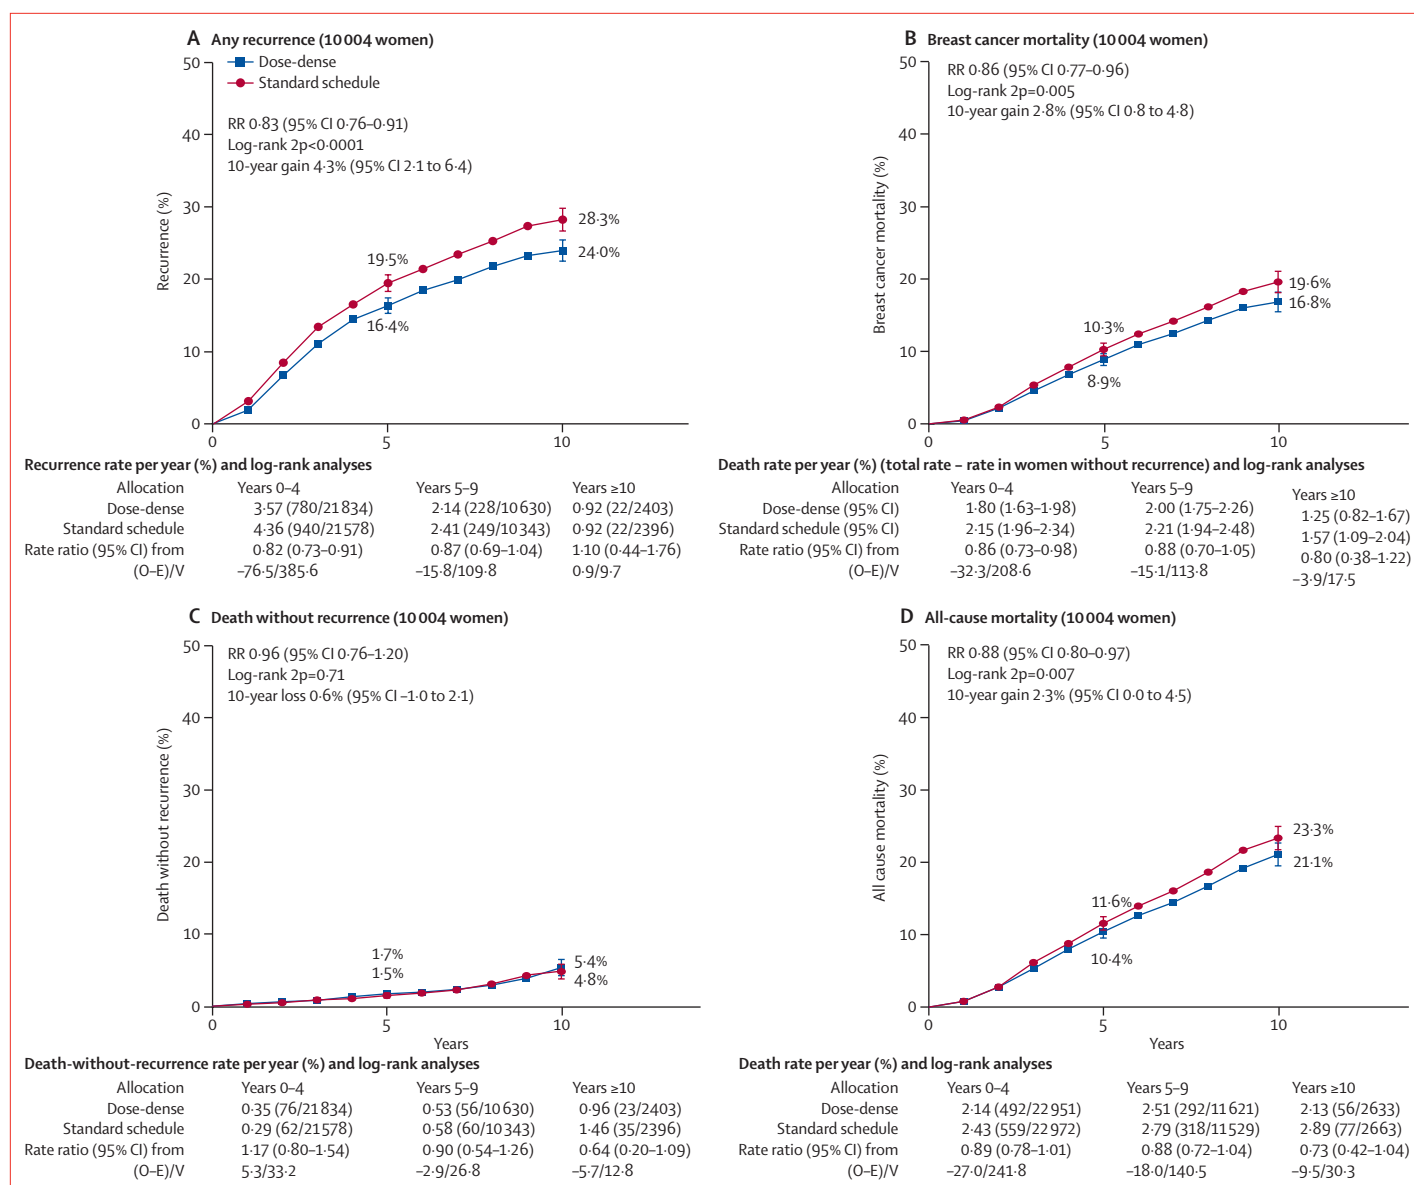 A Any recurrence (10 004 women)
Dose-dense
Standard schedule
RR 0·83 (95% CI 0·76–0·91)
Log-rank 2p<0·0001
10-year gain 4·3% (95% CI 2·1 to 6·4)
Recurrence (%)
50
40
30
20
10
0
19·5%
16·4%
28·3%
24·0%
0
5
10
Recurrence rate per year (%) and log-rank analyses
Allocation Years 0–4 Years 5–9 Years ≥10
Dose-dense 3·57 (780/21 834) 2·14 (228/10 630) 0·92 (22/2403)
Standard schedule 4·36 (940/21 578) 2·41 (249/10 343) 0·92 (22/2396)
Rate ratio (95% CI) from 0·82 (0·73–0·91) 0·87 (0·69–1·04) 1·10 (0·44–1·76)
(O–E)/V –76·5/385·6 –15·8/109·8 0·9/9·7
B Breast cancer mortality (10 004 women)
RR 0·86 (95% CI 0·77–0·96)
Log-rank 2p=0·005
10-year gain 2·8% (95% CI 0·8 to 4·8)
Breast cancer mortality (%)
50
40
30
20
10
0
10·3%
8·9%
19·6%
16·8%
0
5
10
Death rate per year (%) (total rate – rate in women without recurrence) and log-rank analyses
Allocation Years 0–4 Years 5–9 Years ≥10
Dose-dense (95% CI) 1·80 (1·63–1·98) 2·00 (1·75–2·26) 1·25 (0·82–1·67)
Standard schedule (95% CI) 2·15 (1·96–2·34) 2·21 (1·94–2·48) 1·57 (1·09–2·04)
Rate ratio (95% CI) from 0·86 (0·73–0·98) 0·88 (0·70–1·05) 0·80 (0·38–1·22)
(O–E)/V –32·3/208·6 –15·1/113·8 –3·9/17·5
C Death without recurrence (10 004 women)
RR 0·96 (95% CI 0·76–1·20)
Log-rank 2p=0·71
10-year loss 0·6% (95% CI –1·0 to 2·1)
Death without recurrence (%)
50
40
30
20
10
0
1·7%
1·5%
5·4%
4·8%
0
5
10
Years
Death-without-recurrence rate per year (%) and log-rank analyses
Allocation Years 0–4 Years 5–9 Years ≥10
Dose-dense 0·35 (76/21 834) 0·53 (56/10 630) 0·96 (23/2403)
Standard schedule 0·29 (62/21 578) 0·58 (60/10 343) 1·46 (35/2396)
Rate ratio (95% CI) from 1·17 (0·80–1·54) 0·90 (0·54–1·26) 0·64 (0·20–1·09)
(O–E)/V 5·3/33·2 –2·9/26·8 –5·7/12·8
D All-cause mortality (10 004 women)
RR 0·88 (95% CI 0·80–0·97)
Log-rank 2p=0·007
10-year gain 2·3% (95% CI 0·0 to 4·5)
All cause mortality (%)
50
40
30
20
10
0
11·6%
10·4%
23·3%
21·1%
0
5
10
Years
Death rate per year (%) and log-rank analyses
Allocation Years 0–4 Years 5–9 Years ≥10
Dose-dense 2·14 (492/22 951) 2·51 (292/11 621) 2·13 (56/2633)
Standard schedule 2·43 (559/22 972) 2·79 (318/11 529) 2·89 (77/2663)
Rate ratio (95% CI) from 0·89 (0·78–1·01) 0·88 (0·72–1·04) 0·73 (0·42–1·04)
(O–E)/V –27·0/241·8 –18·0/140·5 –9·5/30·3